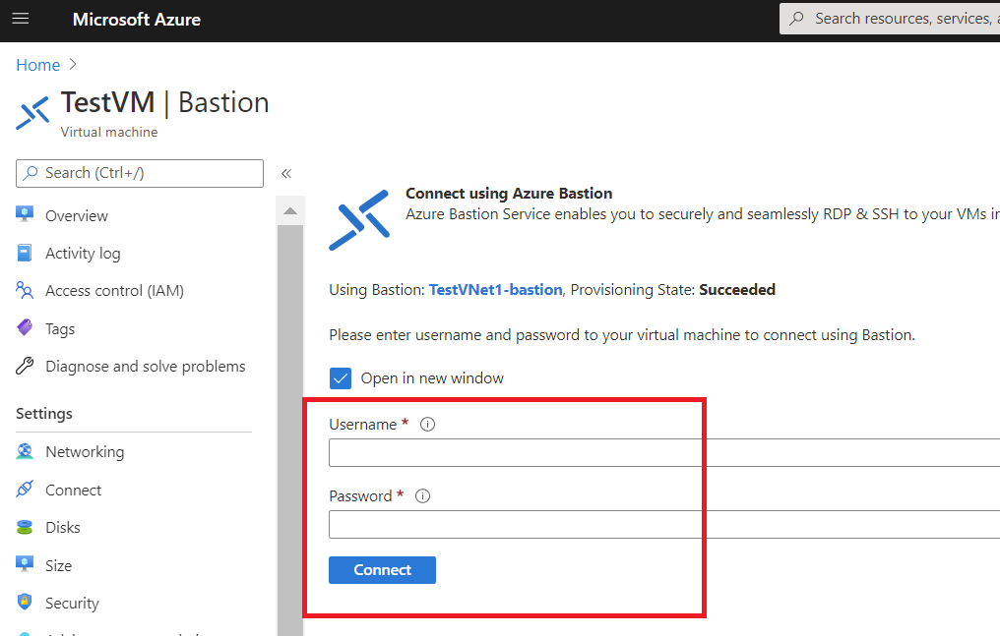 Microsoft Azure
Search resources, services,
Home
TestVM | Bastion
Virtual machine
Search (Ctrl+/)
Overview
Activity log
Access control (IAM)
Tags
Diagnose and solve problems
Settings
Networking
Connect
Disks
Size
Security
Connect using Azure Bastion
Azure Bastion Service enables you to securely and seamlessly RDP & SSH to your VMs in
Using Bastion: TestVNet1-bastion, Provisioning State: Succeeded
Please enter username and password to your virtual machine to connect using Bastion.
Open in new window
Username *
Password *
Connect